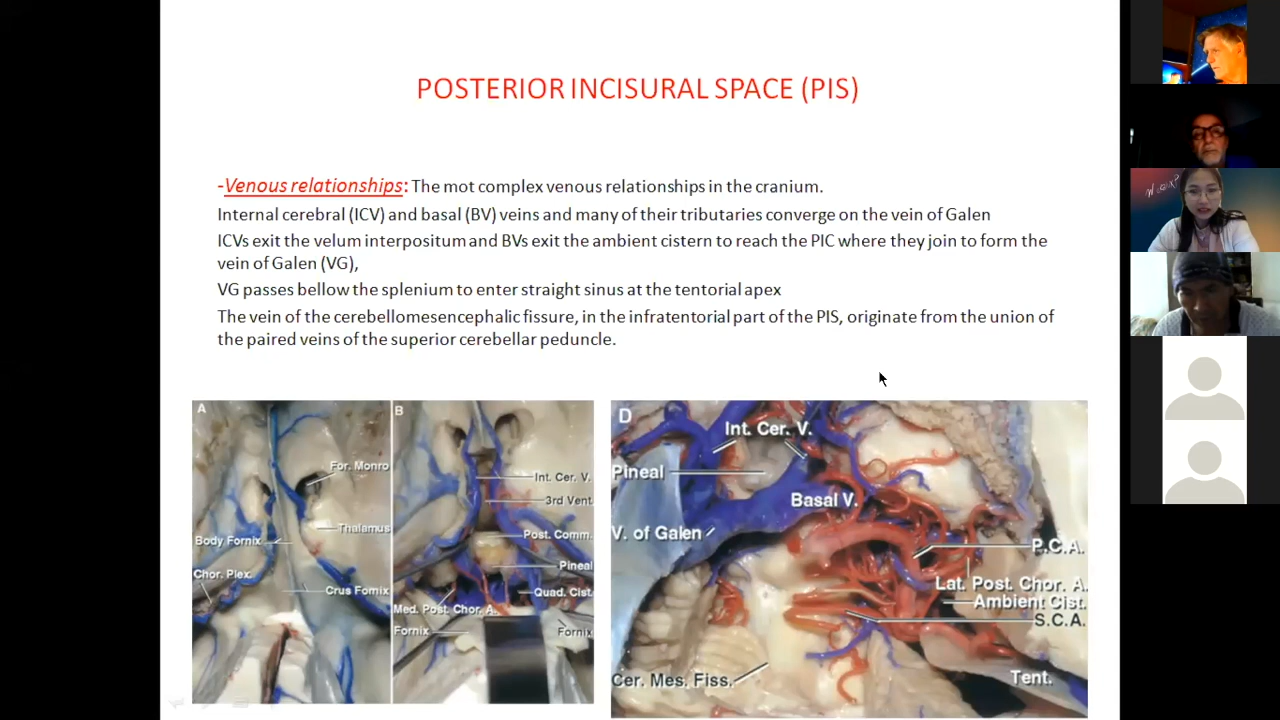 POSTERIOR INCISURAL SPACE (PIS)
-Venous relationships: The mot complex venous relationships in the cranium.
Internal cerebral (ICV) and basal (BV) veins and many of their tributaries converge on the vein of Galen
ICVs exit the velum interpositum and BVs exit the ambient cistern to reach the PIC where they join to form the
vein of Galen (VG),
VG passes bellow the splenium to enter straight sinus at the tentorial apex
The vein of the cerebellomesencephalic fissure, in the infratentorial part of the PIS, originate from the union of
the paired veins of the superior cerebellar peduncle.
A
For. Monro
Thalamus
Body Fornix
Chor. Plex.
Crus Fornix
B
Int. Cer. V.
3rd Vent.
Post. Comm.
Pineal
Quad. Cist.
Med. Post. Chor. A.
Fornix
Fornix
D
Int. Cer. V.
Pineal
Basal V.
V. of Galen
P.C.A.
Lat. Post. Chor. A.
Ambient Cist.
S.C.A.
Cer. Mes. Fiss.
Tent.